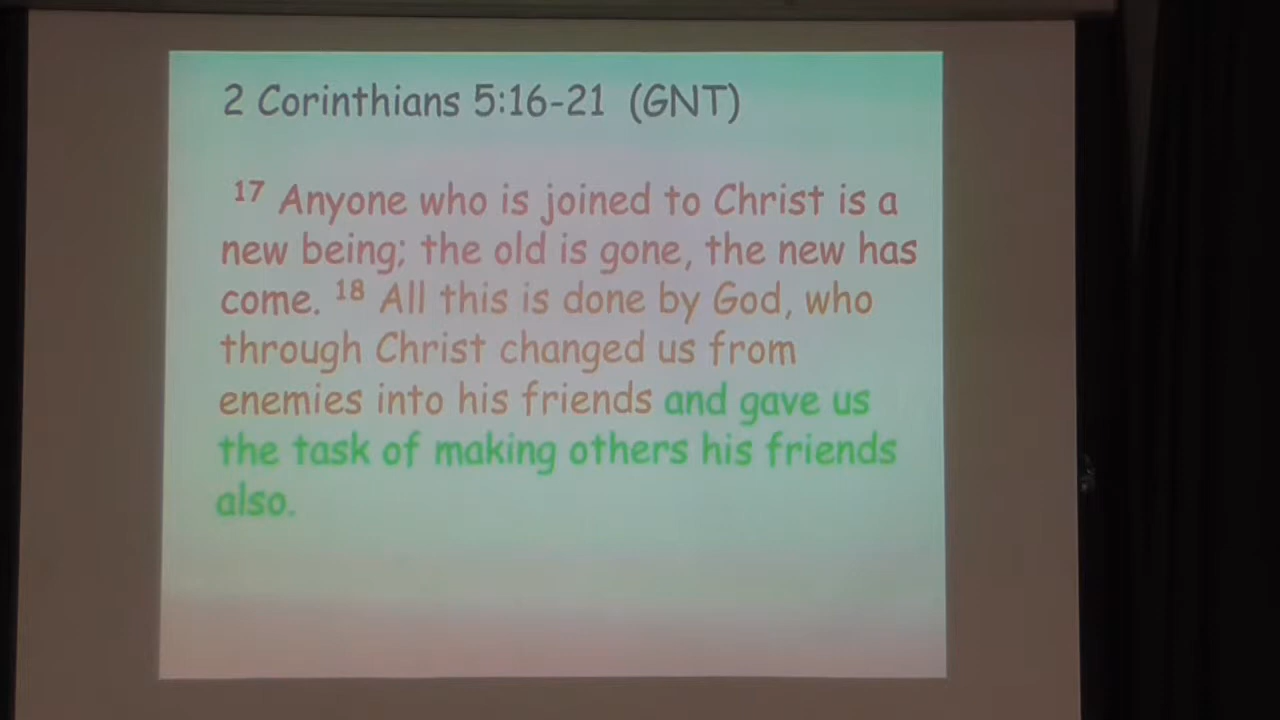 2 Corinthians 5:16-21 (GNT)
17 Anyone who is joined to Christ is a
new being; the old is gone, the new has
come. 18 All this is done by God, who
through Christ changed us from
enemies into his friends and gave us
the task of making others his friends
also.